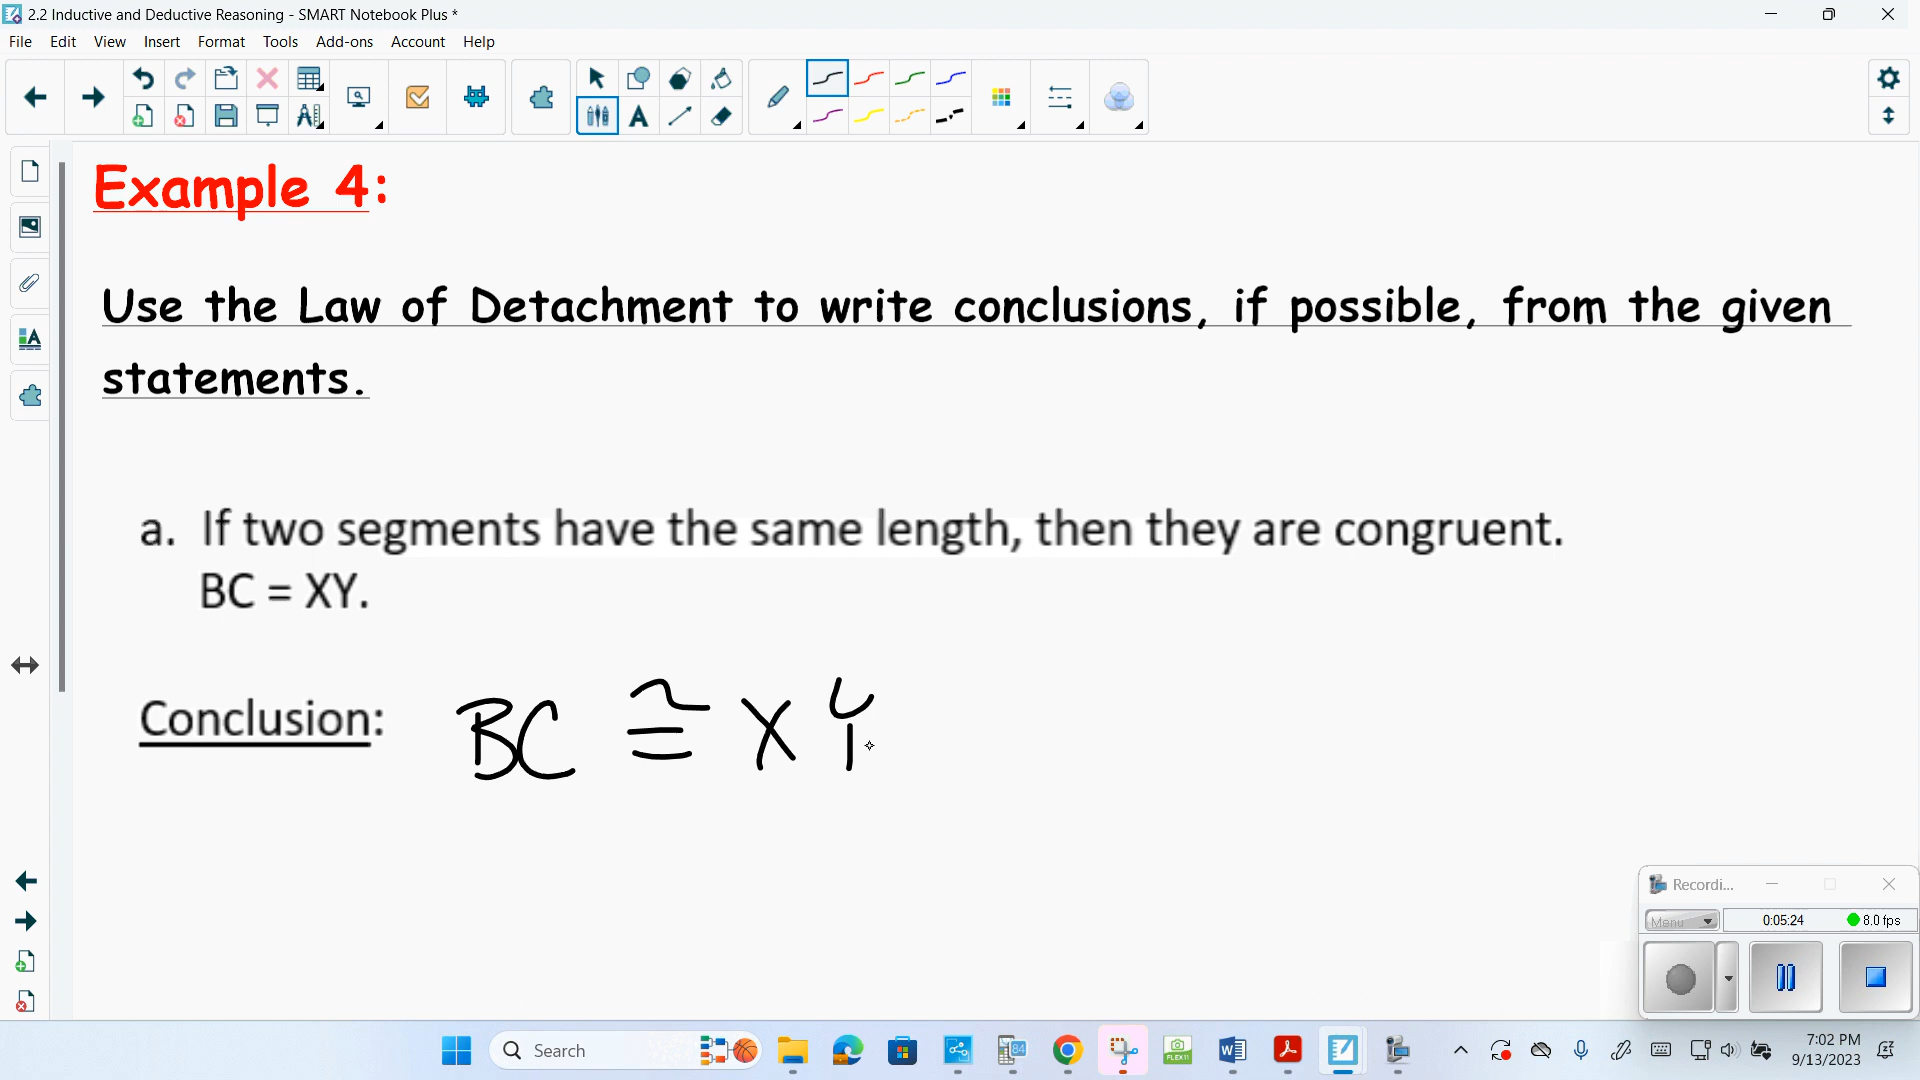 2.2 Inductive and Deductive Reasoning - SMART Notebook Plus *
File Edit View Insert Format Tools Add-ons Account Help
Example 4:
Use the Law of Detachment to write conclusions, if possible, from the given
statements.
a. If two segments have the same length, then they are congruent.
BC = XY.
Conclusion: BC ≅ XY
Recordi...
Menu 0:05:24 8.0 fps
Search
7:02 PM
9/13/2023